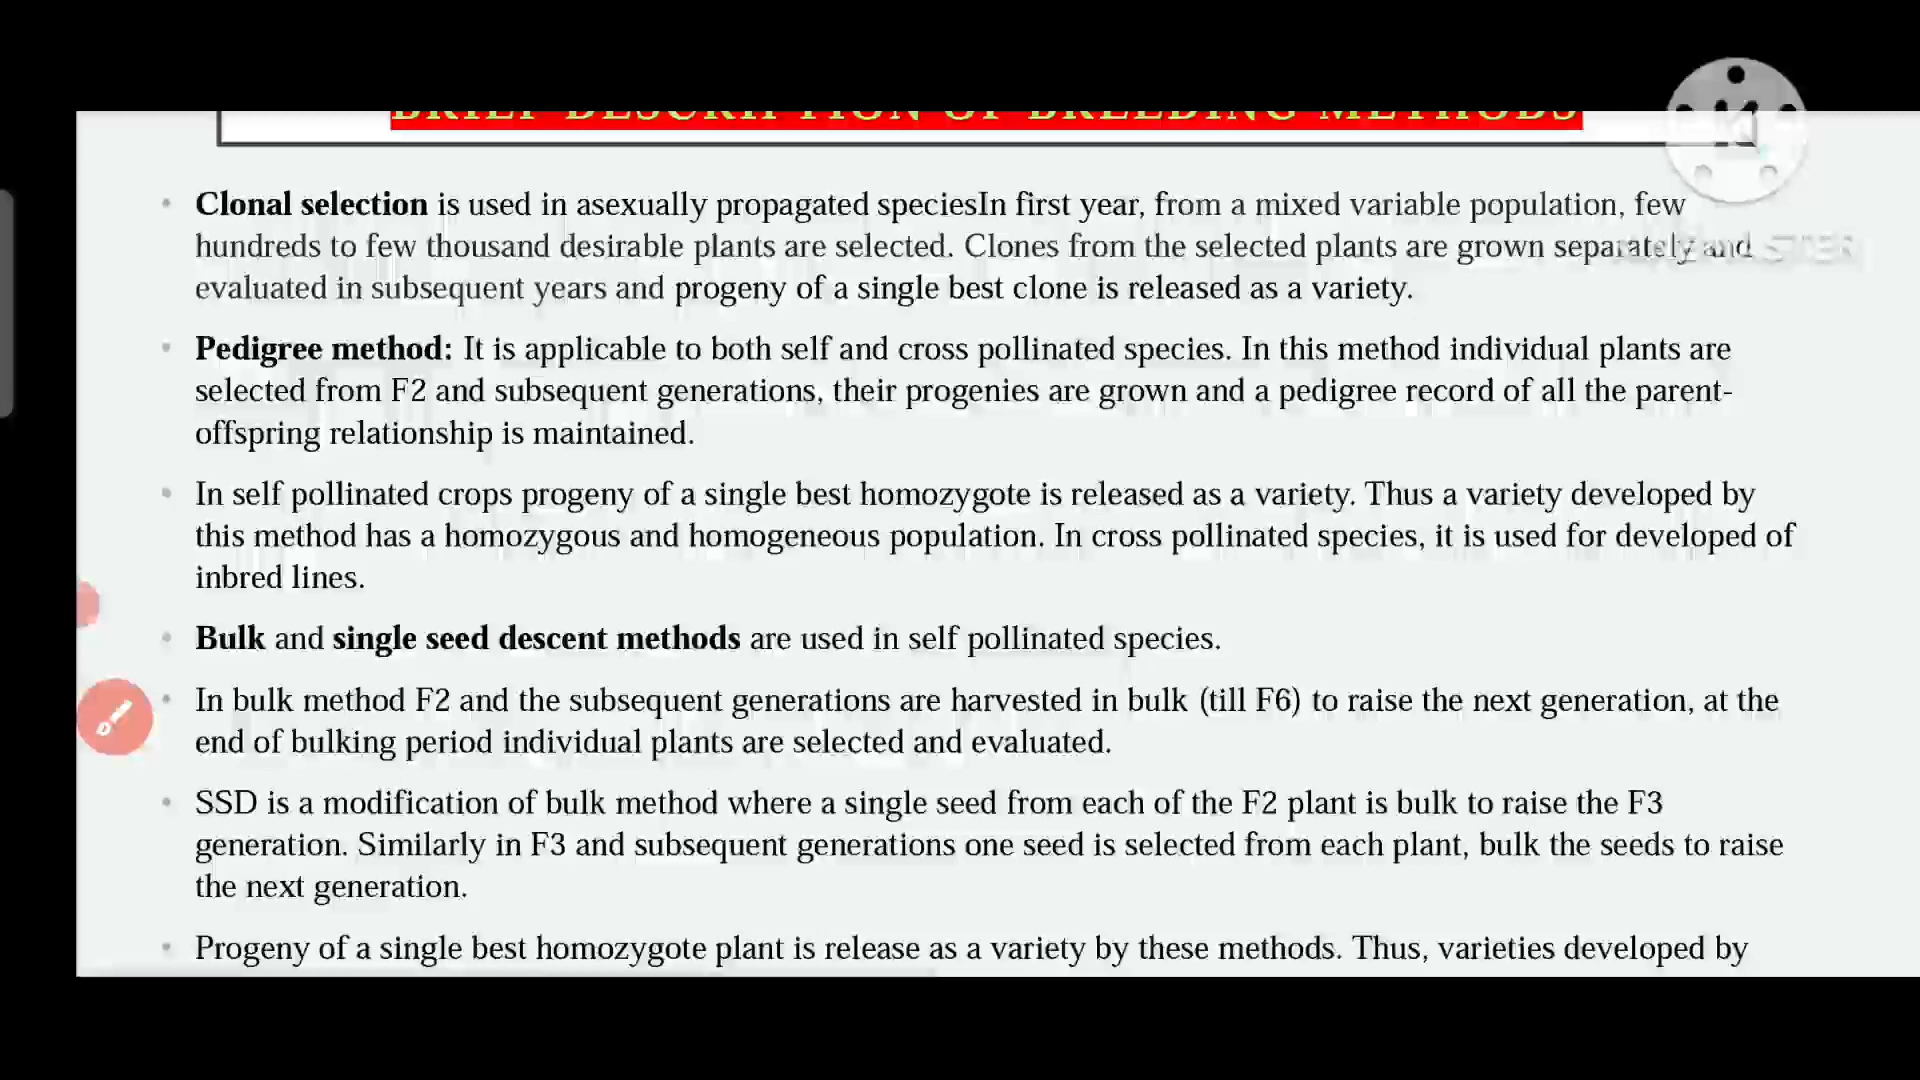 BRIEF DESCRIPTION OF BREEDING METHODS
• Clonal selection is used in asexually propagated speciesIn first year, from a mixed variable population, few
hundreds to few thousand desirable plants are selected. Clones from the selected plants are grown separately and
evaluated in subsequent years and progeny of a single best clone is released as a variety.
• Pedigree method: It is applicable to both self and cross pollinated species. In this method individual plants are
selected from F2 and subsequent generations, their progenies are grown and a pedigree record of all the parent-
offspring relationship is maintained.
• In self pollinated crops progeny of a single best homozygote is released as a variety. Thus a variety developed by
this method has a homozygous and homogeneous population. In cross pollinated species, it is used for developed of
inbred lines.
• Bulk and single seed descent methods are used in self pollinated species.
• In bulk method F2 and the subsequent generations are harvested in bulk (till F6) to raise the next generation, at the
end of bulking period individual plants are selected and evaluated.
• SSD is a modification of bulk method where a single seed from each of the F2 plant is bulk to raise the F3
generation. Similarly in F3 and subsequent generations one seed is selected from each plant, bulk the seeds to raise
the next generation.
• Progeny of a single best homozygote plant is release as a variety by these methods. Thus, varieties developed by